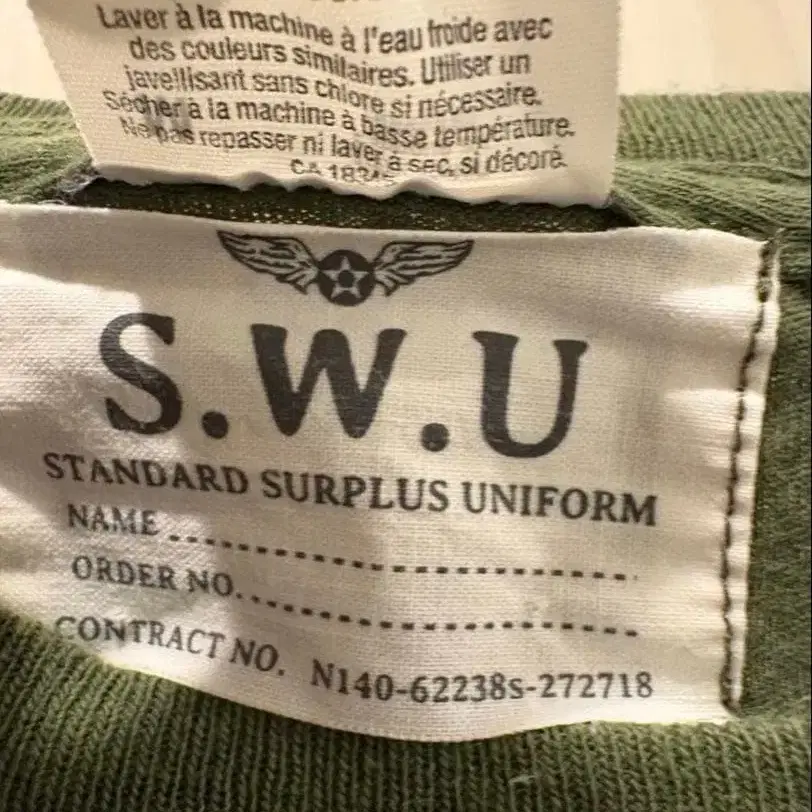 Laver à la machine à l'eau froide avec
des couleurs similaires. Utiliser un
javellisant sans chlore si nécessaire.
Sécher à la machine à basse température.
Ne pas repasser ni laver à sec, si décoré.
S.W.U
STANDARD SURPLUS UNIFORM
NAME
ORDER NO.
CONTRACT NO. N140-62238s-272718